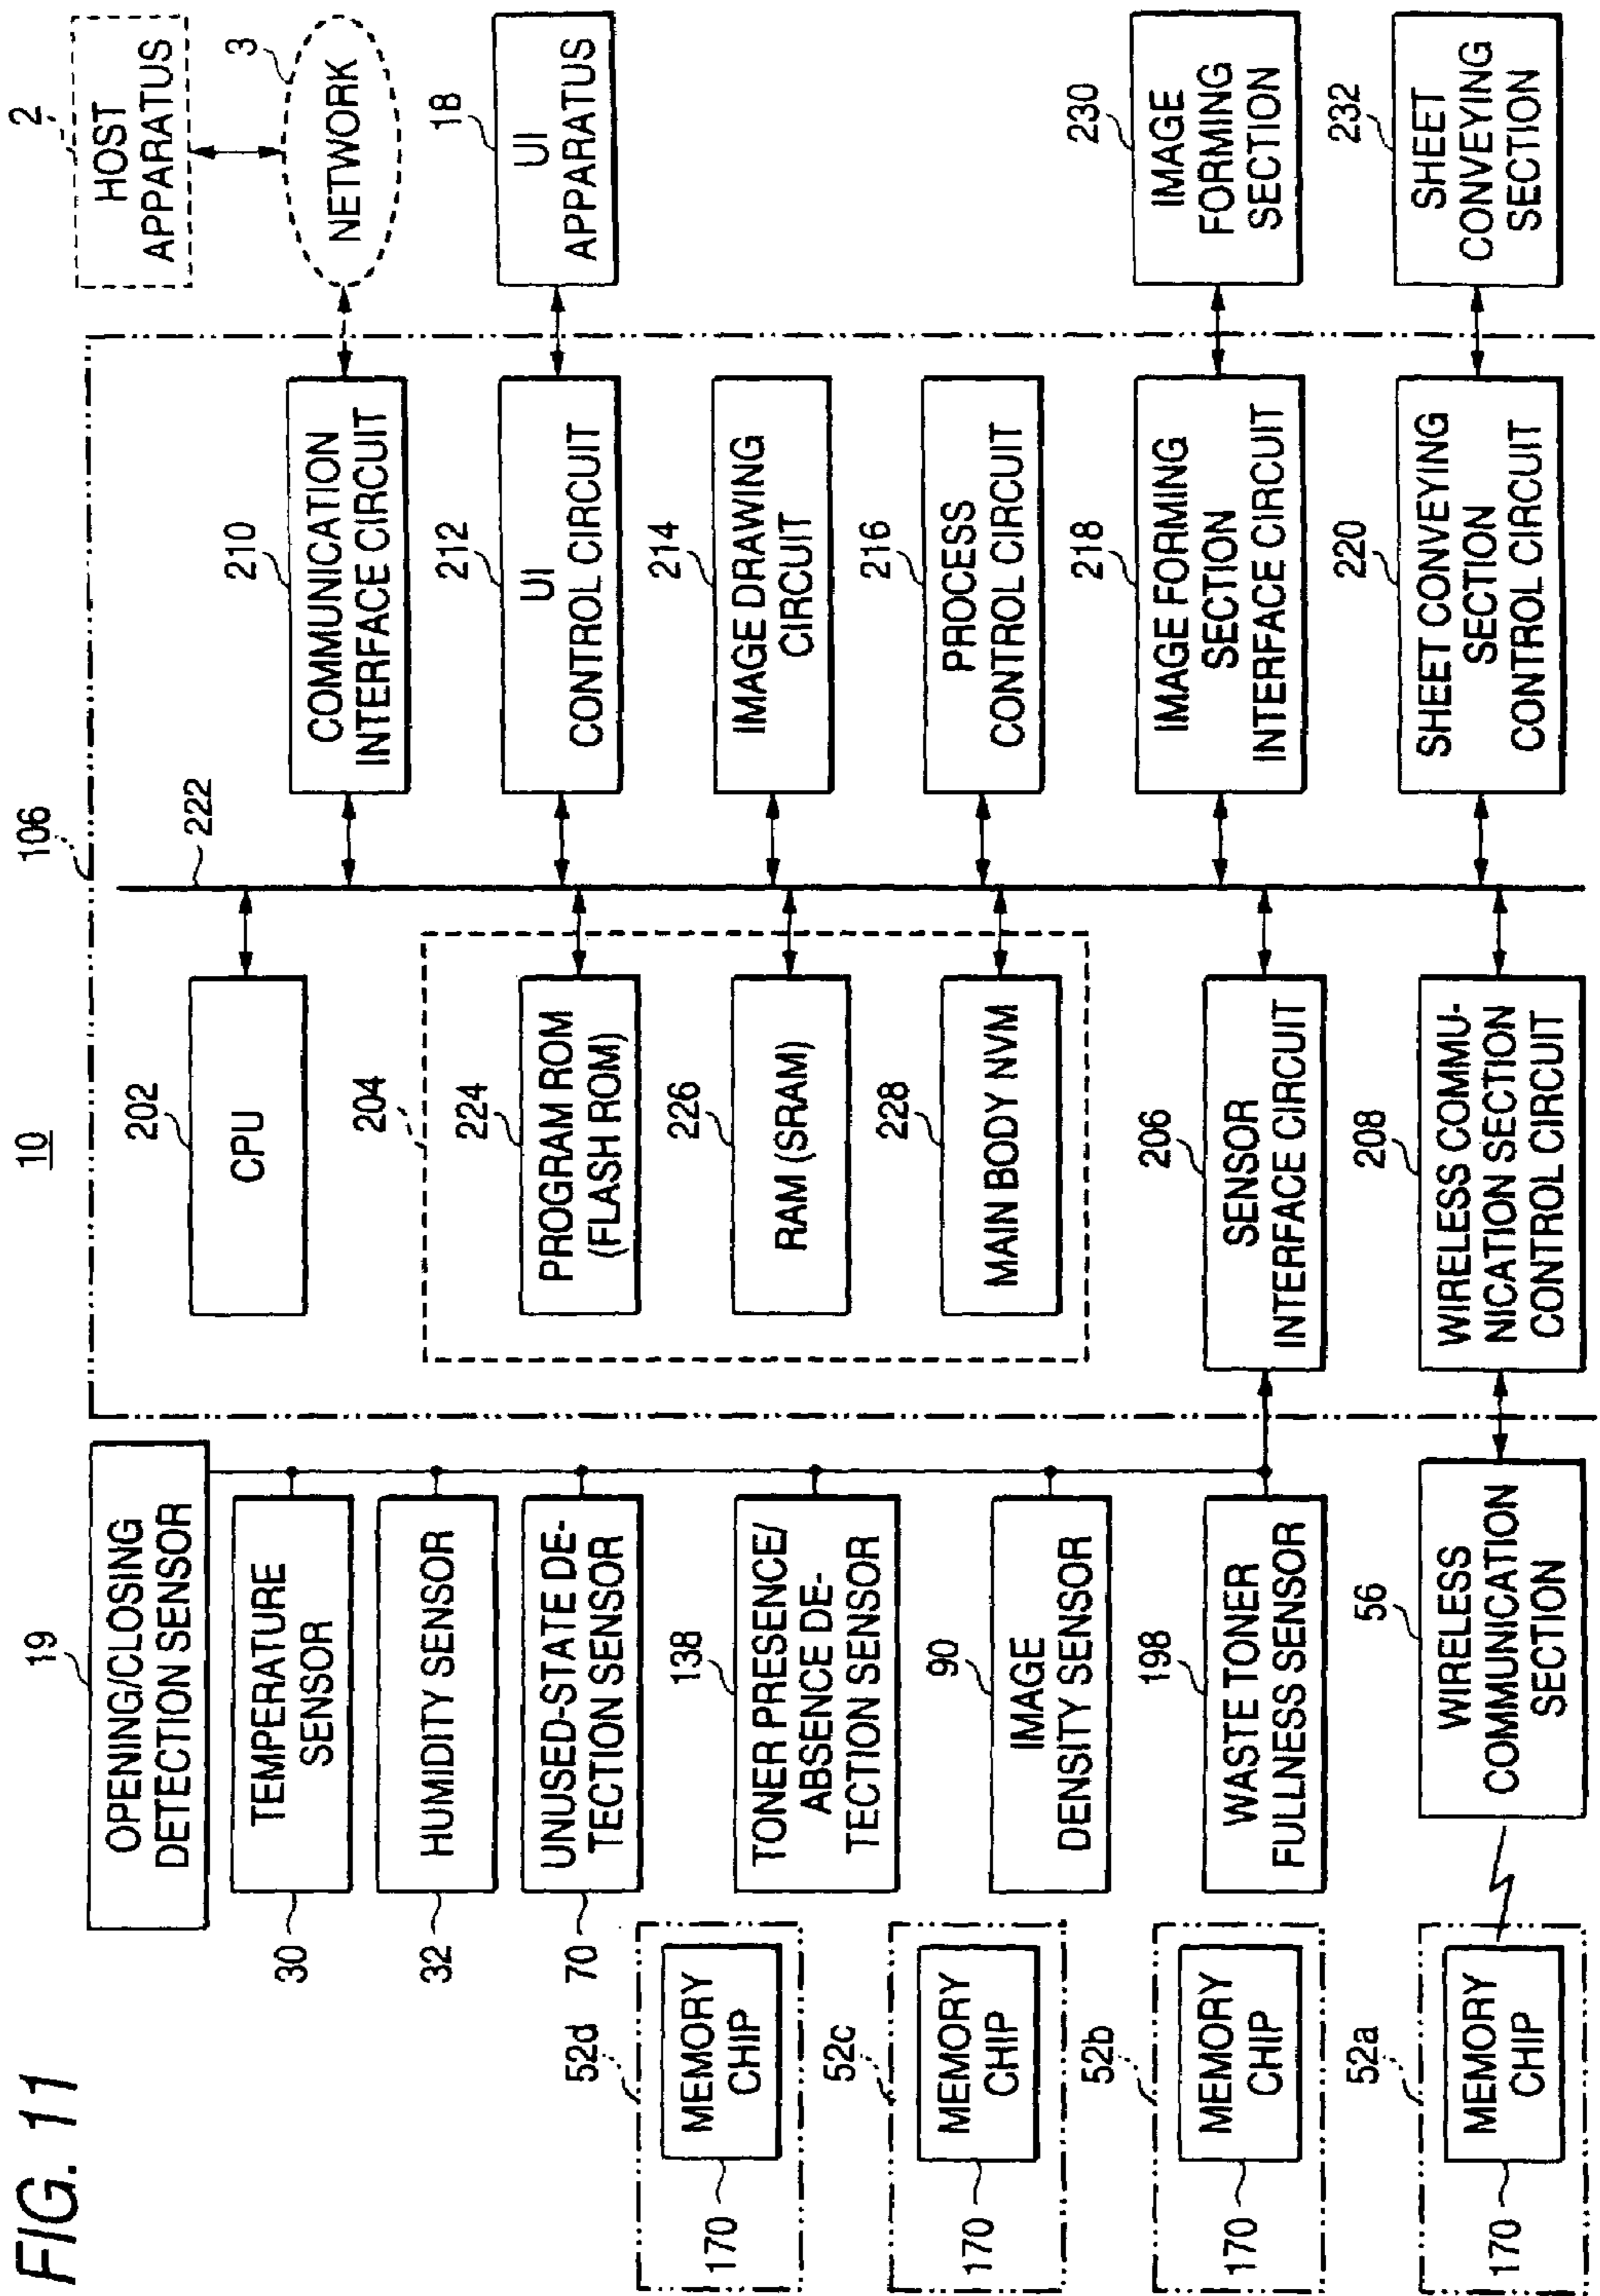 FIG. 11
10
2
HOST
APPARATUS
3
NETWORK
18
UI
APPARATUS
230
IMAGE
FORMING
SECTION
232
SHEET
CONVEYING
SECTION
106
222
210
COMMUNICATION
INTERFACE CIRCUIT
212
UI
CONTROL CIRCUIT
214
IMAGE DRAWING
CIRCUIT
216
PROCESS
CONTROL CIRCUIT
218
IMAGE FORMING
SECTION
INTERFACE CIRCUIT
220
SHEET CONVEYING
SECTION
CONTROL CIRCUIT
202
CPU
204
224
PROGRAM ROM
(FLASH ROM)
226
RAM (SRAM)
228
MAIN BODY NVM
206
SENSOR
INTERFACE CIRCUIT
208
WIRELESS COMMU-
NICATION SECTION
CONTROL CIRCUIT
19
OPENING/CLOSING
DETECTION SENSOR
TEMPERATURE
SENSOR
30
HUMIDITY SENSOR
32
UNUSED-STATE DE-
TECTION SENSOR
70
138
TONER PRESENCE/
ABSENCE DE-
TECTION SENSOR
90
IMAGE
DENSITY SENSOR
198
WASTE TONER
FULLNESS SENSOR
56
WIRELESS
COMMUNICATION
SECTION
52d
MEMORY
CHIP
170
52c
MEMORY
CHIP
170
52b
MEMORY
CHIP
170
52a
MEMORY
CHIP
170